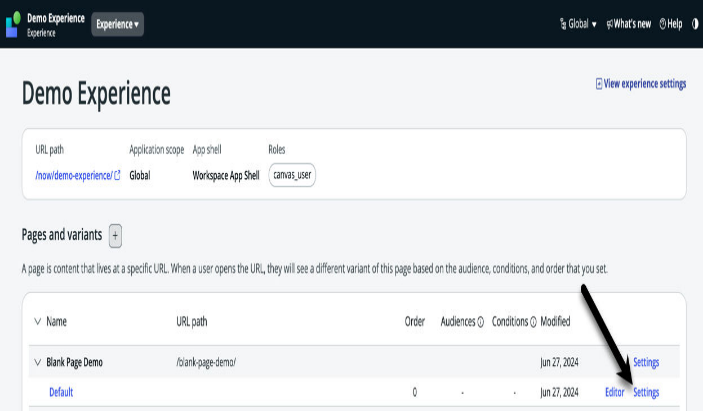 Demo Experience
Experience
Experience
Global
What's new
Help
Demo Experience
View experience settings
URL path Application scope App shell Roles
/now/demo-experience/ Global Workspace App Shell canvas_user
Pages and variants +
A page is content that lives at a specific URL. When a user opens the URL, they will see a different variant of this page based on the audience, conditions, and order that you set.
Name URL path Order Audiences Conditions Modified
Blank Page Demo /blank-page-demo/ Jun 27, 2024 Settings
Default 0 - - Jun 27, 2024 Editor Settings